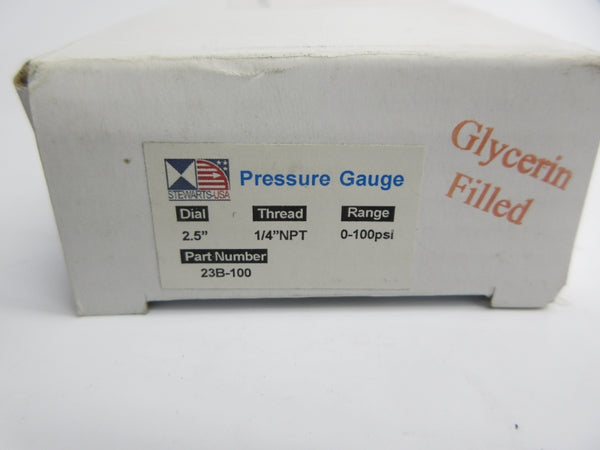 STEWARTS-USA
Pressure Gauge
Dial Thread Range
2.5" 1/4"NPT 0-100psi
Part Number
23B-100
Glycerin
Filled